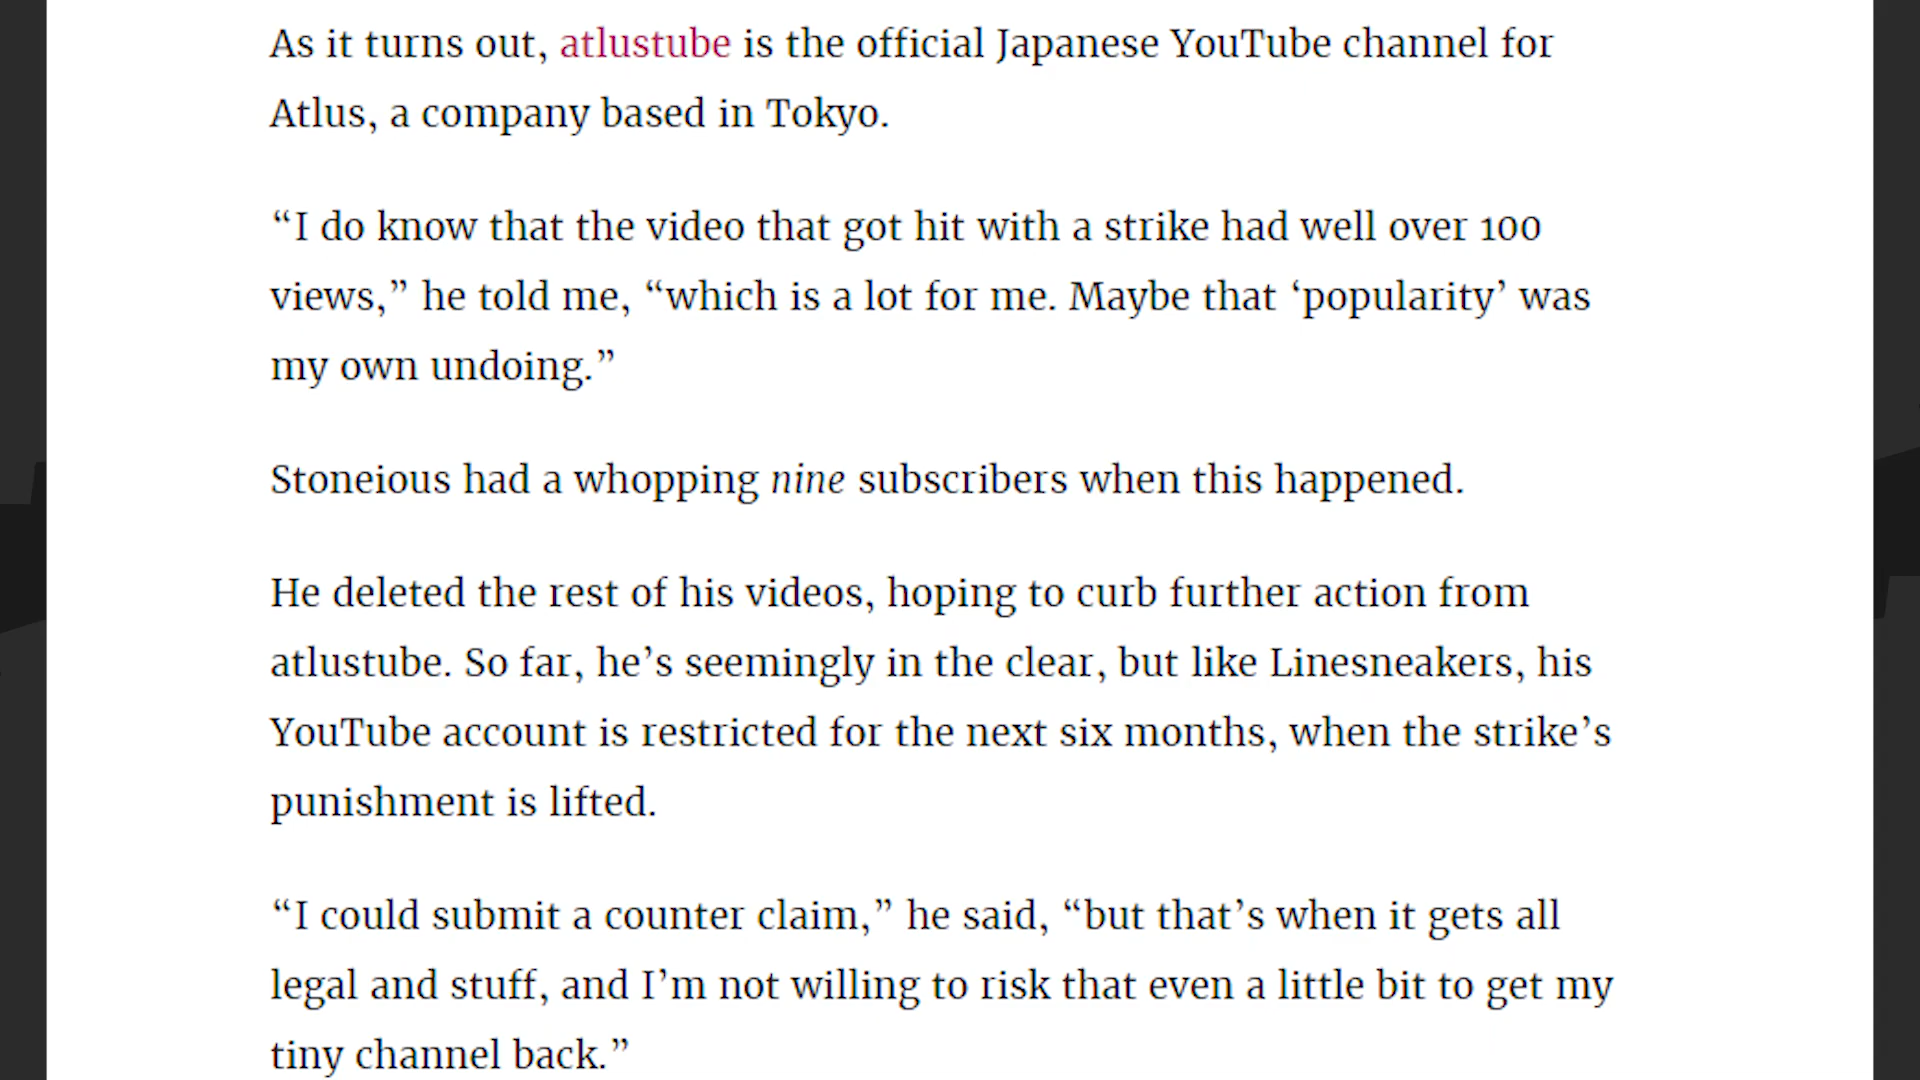 As it turns out, atlustube is the official Japanese YouTube channel for
Atlus, a company based in Tokyo.
“I do know that the video that got hit with a strike had well over 100
views,” he told me, “which is a lot for me. Maybe that ‘popularity’ was
my own undoing.”
Stoneious had a whopping nine subscribers when this happened.
He deleted the rest of his videos, hoping to curb further action from
atlustube. So far, he’s seemingly in the clear, but like Linesneakers, his
YouTube account is restricted for the next six months, when the strike’s
punishment is lifted.
“I could submit a counter claim,” he said, “but that’s when it gets all
legal and stuff, and I’m not willing to risk that even a little bit to get my
tiny channel back.”